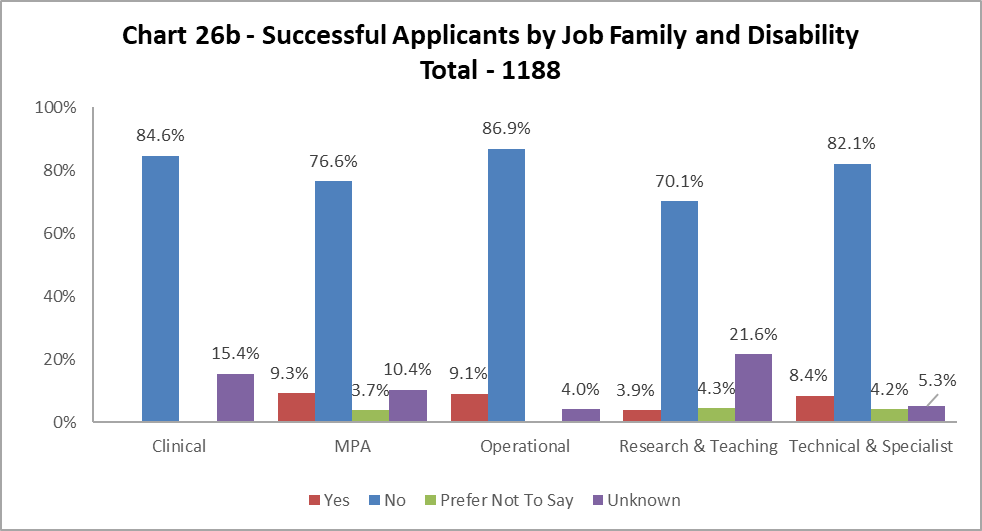 Chart 26b - Successful Applicants by Job Family and Disability
Total - 1188
100%
80%
60%
40%
20%
0%
84.6%
15.4%
9.3%
76.6%
3.7%
10.4%
9.1%
86.9%
4.0%
3.9%
70.1%
4.3%
21.6%
8.4%
82.1%
4.2%
5.3%
Clinical
MPA
Operational
Research & Teaching
Technical & Specialist
Yes
No
Prefer Not To Say
Unknown